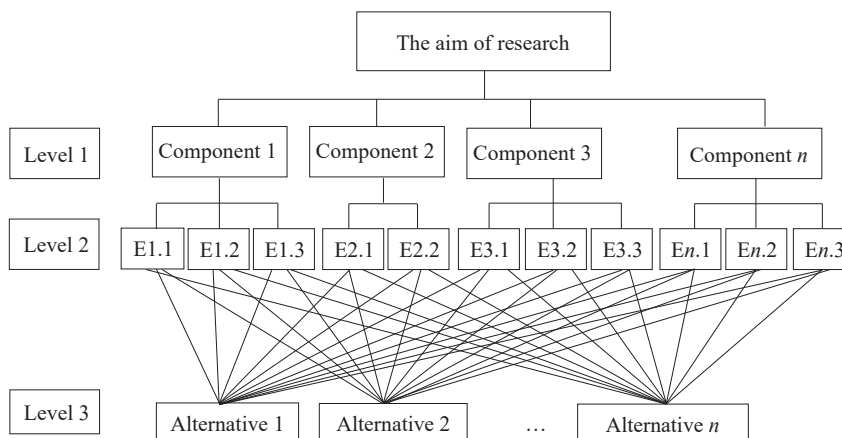 The aim of research
Level 1
Component 1
Component 2
Component 3
Component n
Level 2
E1.1
E1.2
E1.3
E2.1
E2.2
E3.1
E3.2
E3.3
En.1
En.2
En.3
Level 3
Alternative 1
Alternative 2
…
Alternative n